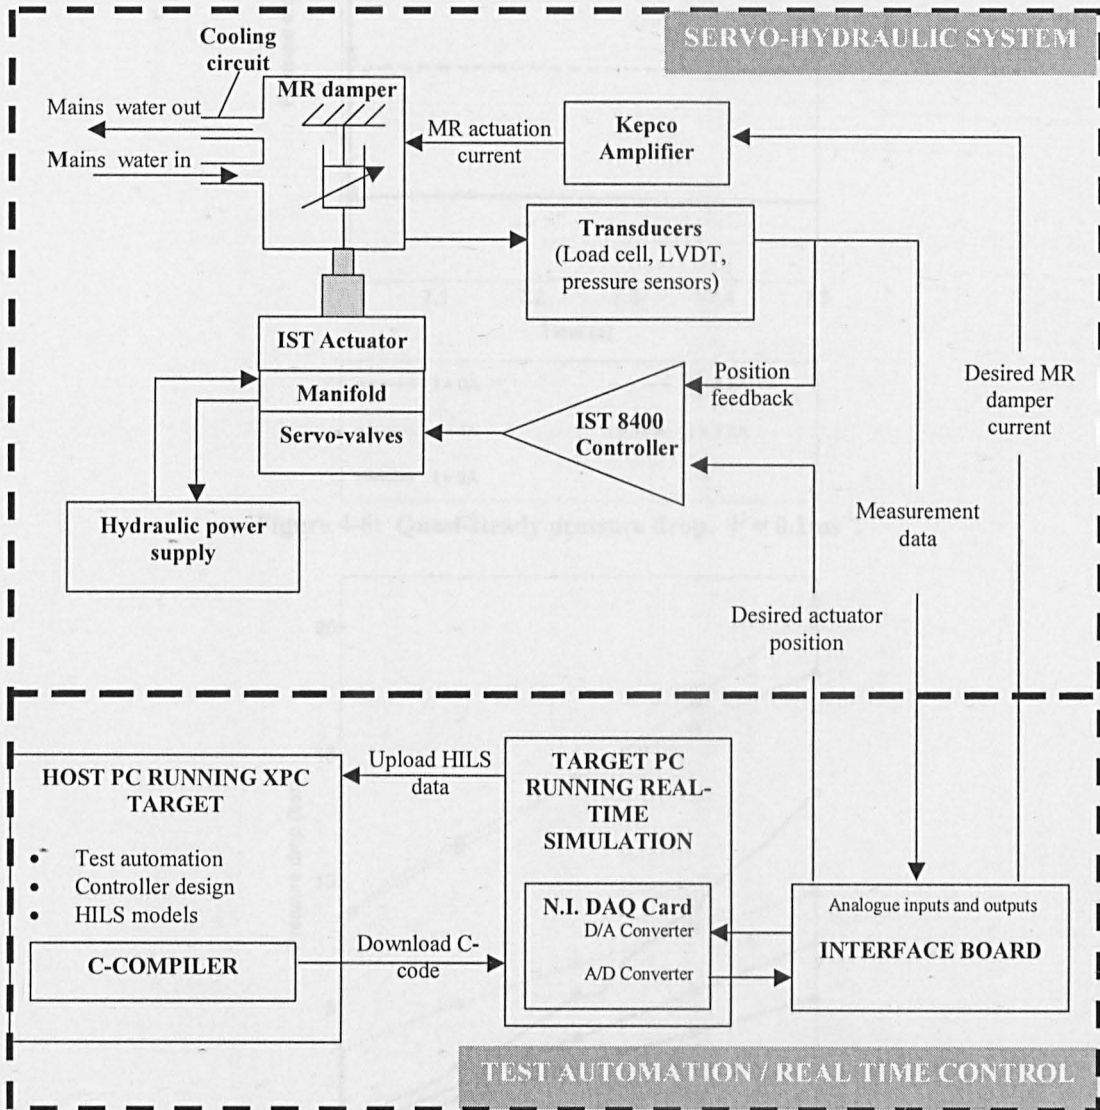 SERVO-HYDRAULIC SYSTEM
Cooling
circuit
MR damper
Mains water out
Mains water in
MR actuation
current
Kepco
Amplifier
Transducers
(Load cell, LVDT,
pressure sensors)
IST Actuator
Manifold
Servo-valves
Position
feedback
IST 8400
Controller
Desired MR
damper
current
Hydraulic power
supply
Measurement
data
Desired actuator
position
HOST PC RUNNING XPC
TARGET
• Test automation
• Controller design
• HILS models
C-COMPILER
Upload HILS
data
Download C-
code
TARGET PC
RUNNING REAL-
TIME
SIMULATION
N.I. DAQ Card
D/A Converter
A/D Converter
Analogue inputs and outputs
INTERFACE BOARD
TEST AUTOMATION / REAL TIME CONTROL